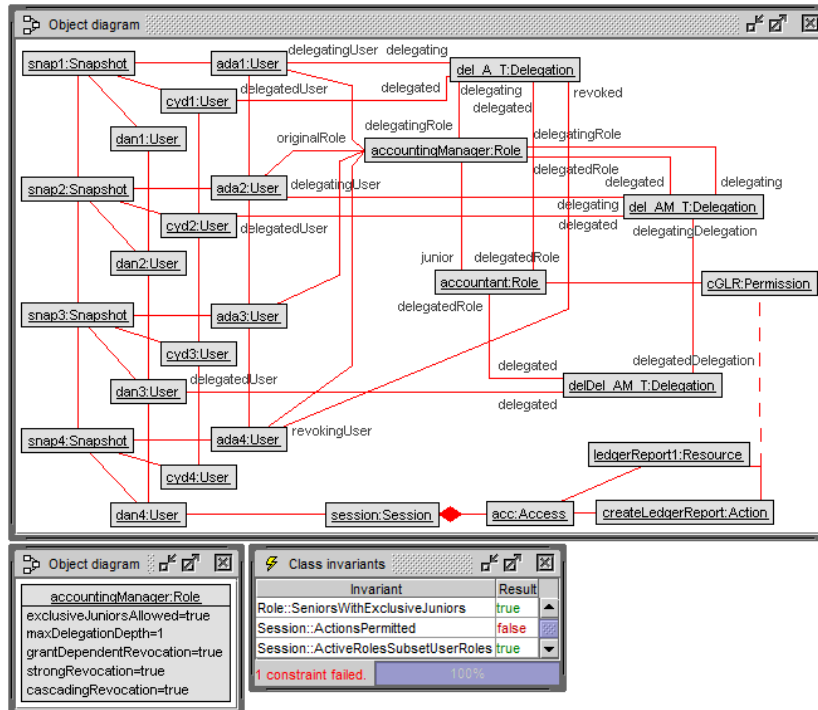 Object diagram
delegatingUser delegating
snap1:Snapshot ada1:User del_A_T:Delegation
delegatedUser delegated delegating revoked
cyd1:User delegated
delegatingRole
dan1:User originalRole delegatingRole
accountingManager:Role
delegatedRole
delegated delegating
snap2:Snapshot ada2:User delegatingUser
delegating del_AM_T:Delegation
cyd2:User delegatedUser delegated delegatingDelegation
dan2:User junior delegatedRole
accountant:Role cGLR:Permission
delegatedRole
snap3:Snapshot ada3:User
cyd3:User delegated delegatedDelegation
delegatedUser
dan3:User delDel_AM_T:Delegation
delegated
snap4:Snapshot ada4:User revokingUser
ledgerReport1:Resource
cyd4:User
dan4:User session:Session acc:Access createLedgerReport:Action
Object diagram
accountingManager:Role
exclusiveJuniorsAllowed=true
maxDelegationDepth=1
grantDependentRevocation=true
strongRevocation=true
cascadingRevocation=true
Class invariants
Invariant Result
Role::SeniorsWithExclusiveJuniors true
Session::ActionsPermitted false
Session::ActiveRolesSubsetUserRoles true
1 constraint failed. 100%